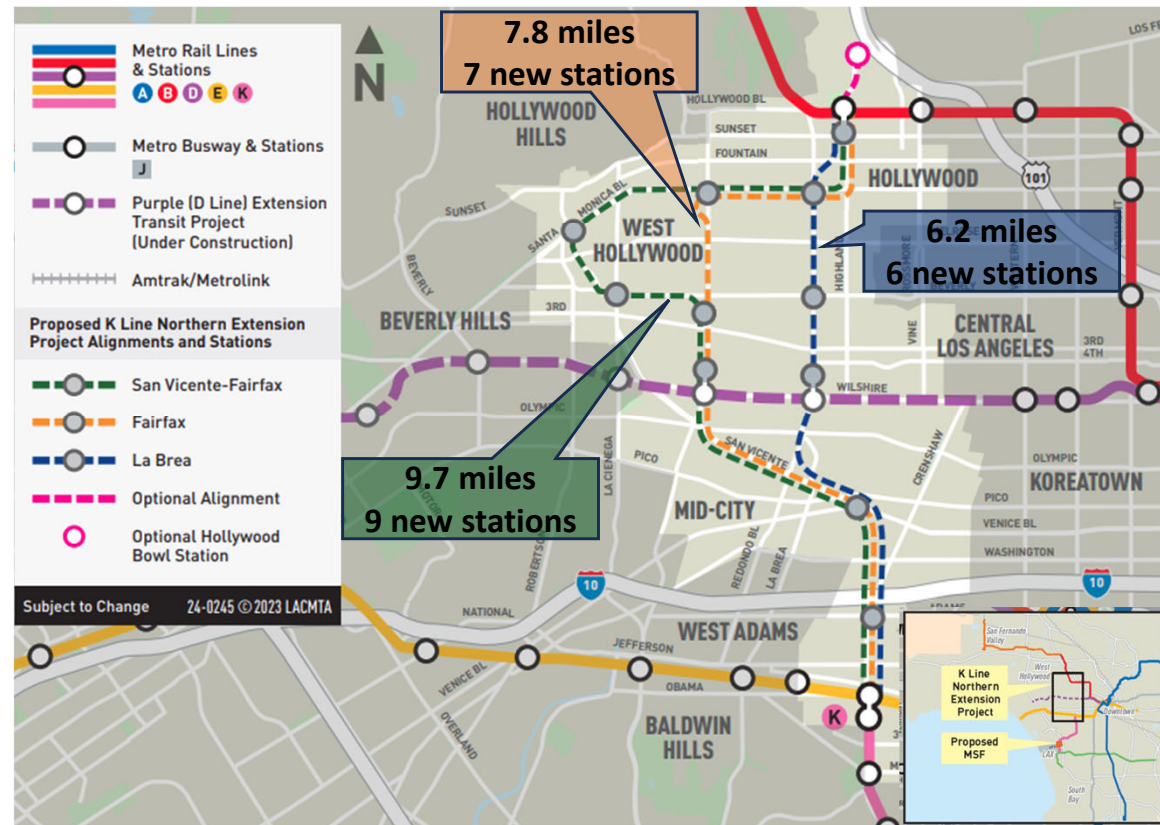 Metro Rail Lines
& Stations
A B D E K
Metro Busway & Stations
J
Purple (D Line) Extension
Transit Project
(Under Construction)
Amtrak/Metrolink
Proposed K Line Northern Extension
Project Alignments and Stations
San Vicente-Fairfax
Fairfax
La Brea
Optional Alignment
Optional Hollywood
Bowl Station
Subject to Change 24-0245 © 2023 LACMTA
N
7.8 miles
7 new stations
6.2 miles
6 new stations
9.7 miles
9 new stations
HOLLYWOOD
HILLS
HOLLYWOOD BL
SUNSET
FOUNTAIN
HOLLYWOOD
101
SANTA MONICA BL
SUNSET
WEST
HOLLYWOOD
HIGHLAND
BEVERLY
3RD
BEVERLY HILLS
VINE
CENTRAL
LOS ANGELES
3RD
4TH
WILSHIRE
OLYMPIC
SAN VICENTE
LA CIENEGA
PICO
CRENSHAW
OLYMPIC
KOREATOWN
MID-CITY
PICO
VENICE BL
WASHINGTON
ROBERTSON
REDONDO BL
LA BREA
10
10
NATIONAL
WEST ADAMS
ADAMS
JEFFERSON
VENICE BL
OBAMA
OVERLAND
K
BALDWIN
HILLS
San Fernando
Valley
West
Hollywood
K Line
Northern
Extension
Project
Downtown
Proposed
MSF
LAX
South
Bay